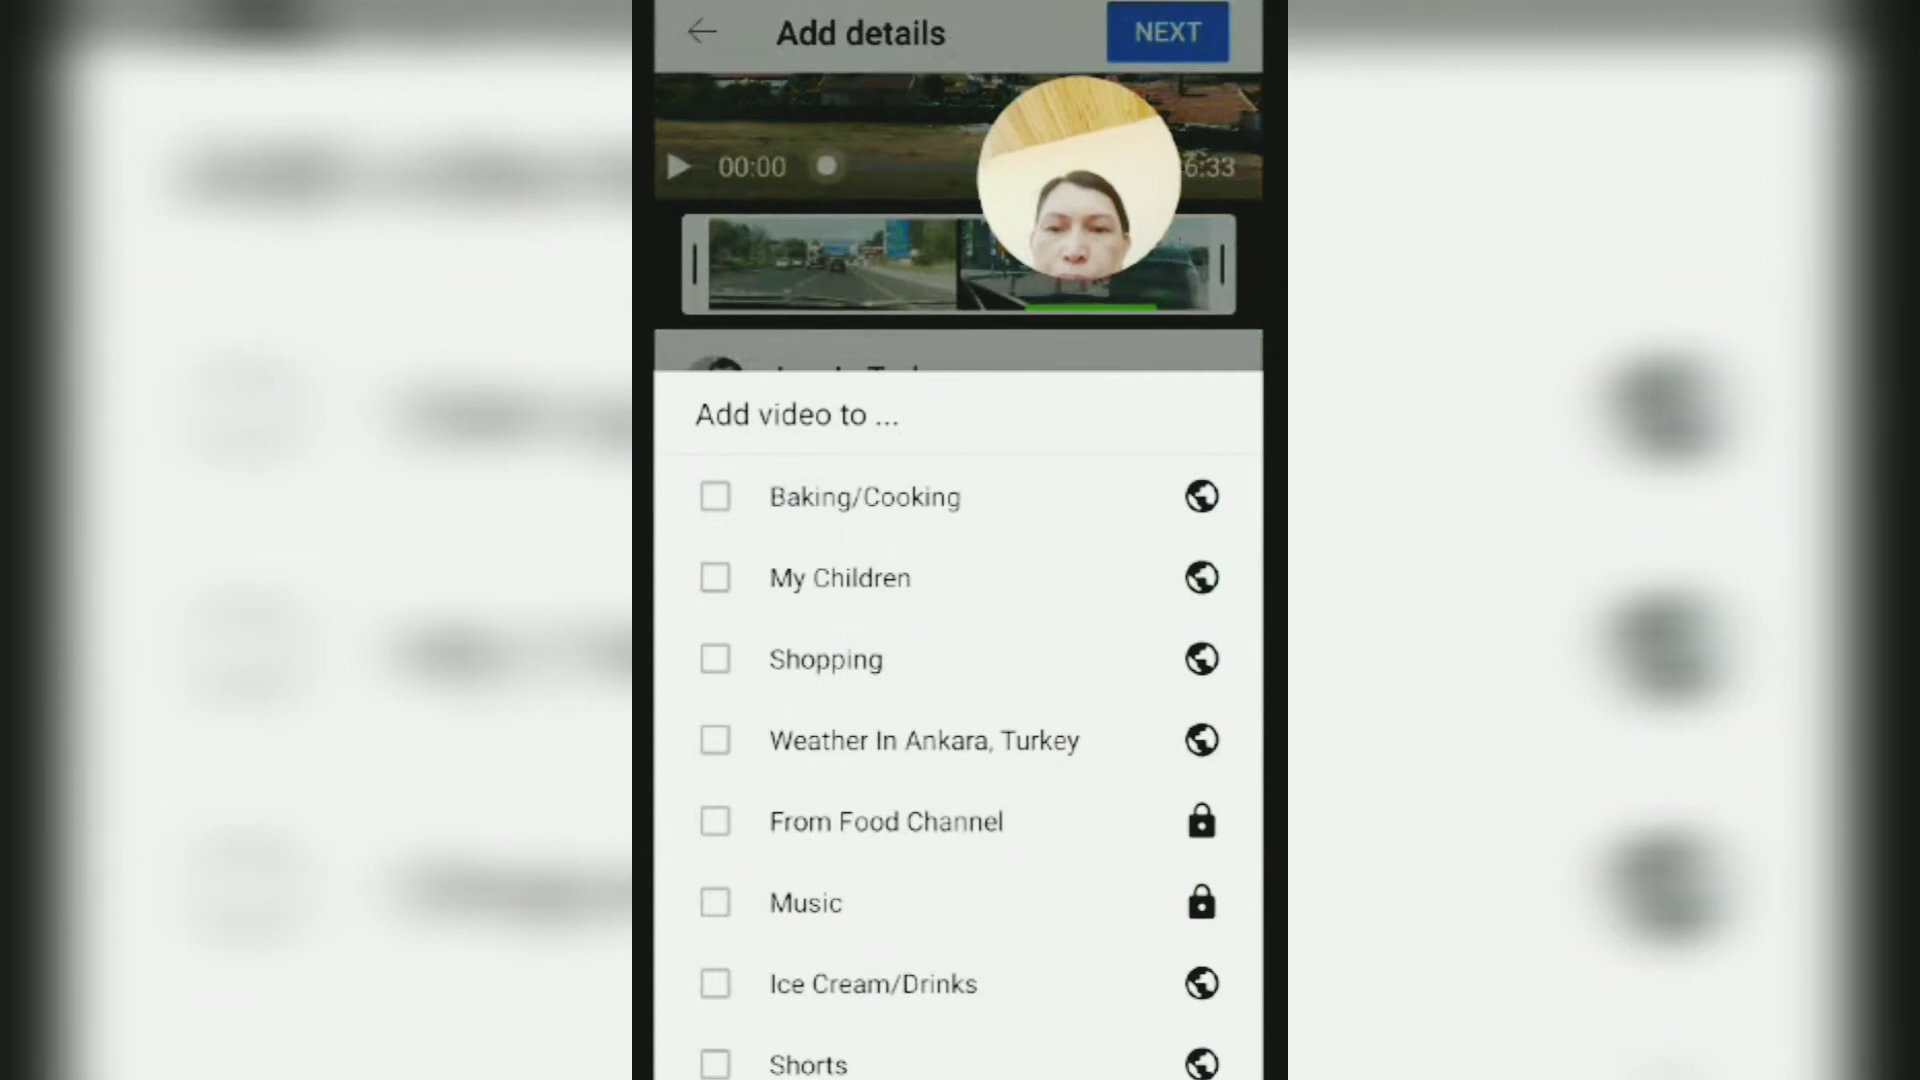 Add details
NEXT
00:00
6:33
Add video to ...
Baking/Cooking
My Children
Shopping
Weather In Ankara, Turkey
From Food Channel
Music
Ice Cream/Drinks
Shorts